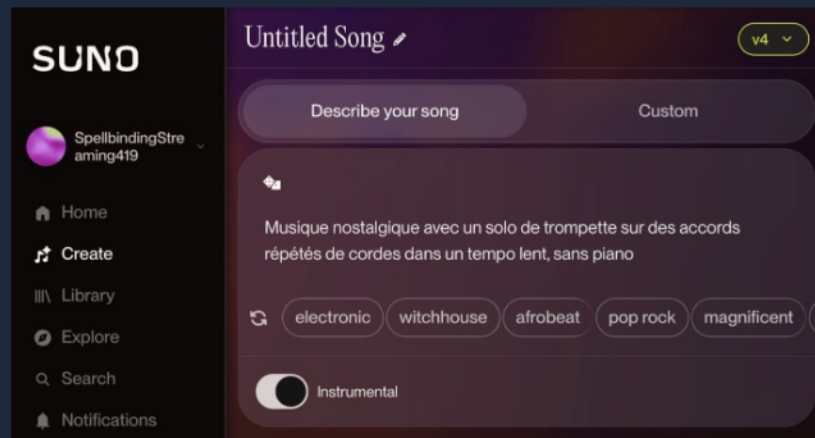 SUNO
SpellbindingStre
aming419
Home
Create
Library
Explore
Search
Notifications
Untitled Song
v4
Describe your song
Custom
Musique nostalgique avec un solo de trompette sur des accords
répétés de cordes dans un tempo lent, sans piano
electronic witchhouse afrobeat pop rock magnificent
Instrumental